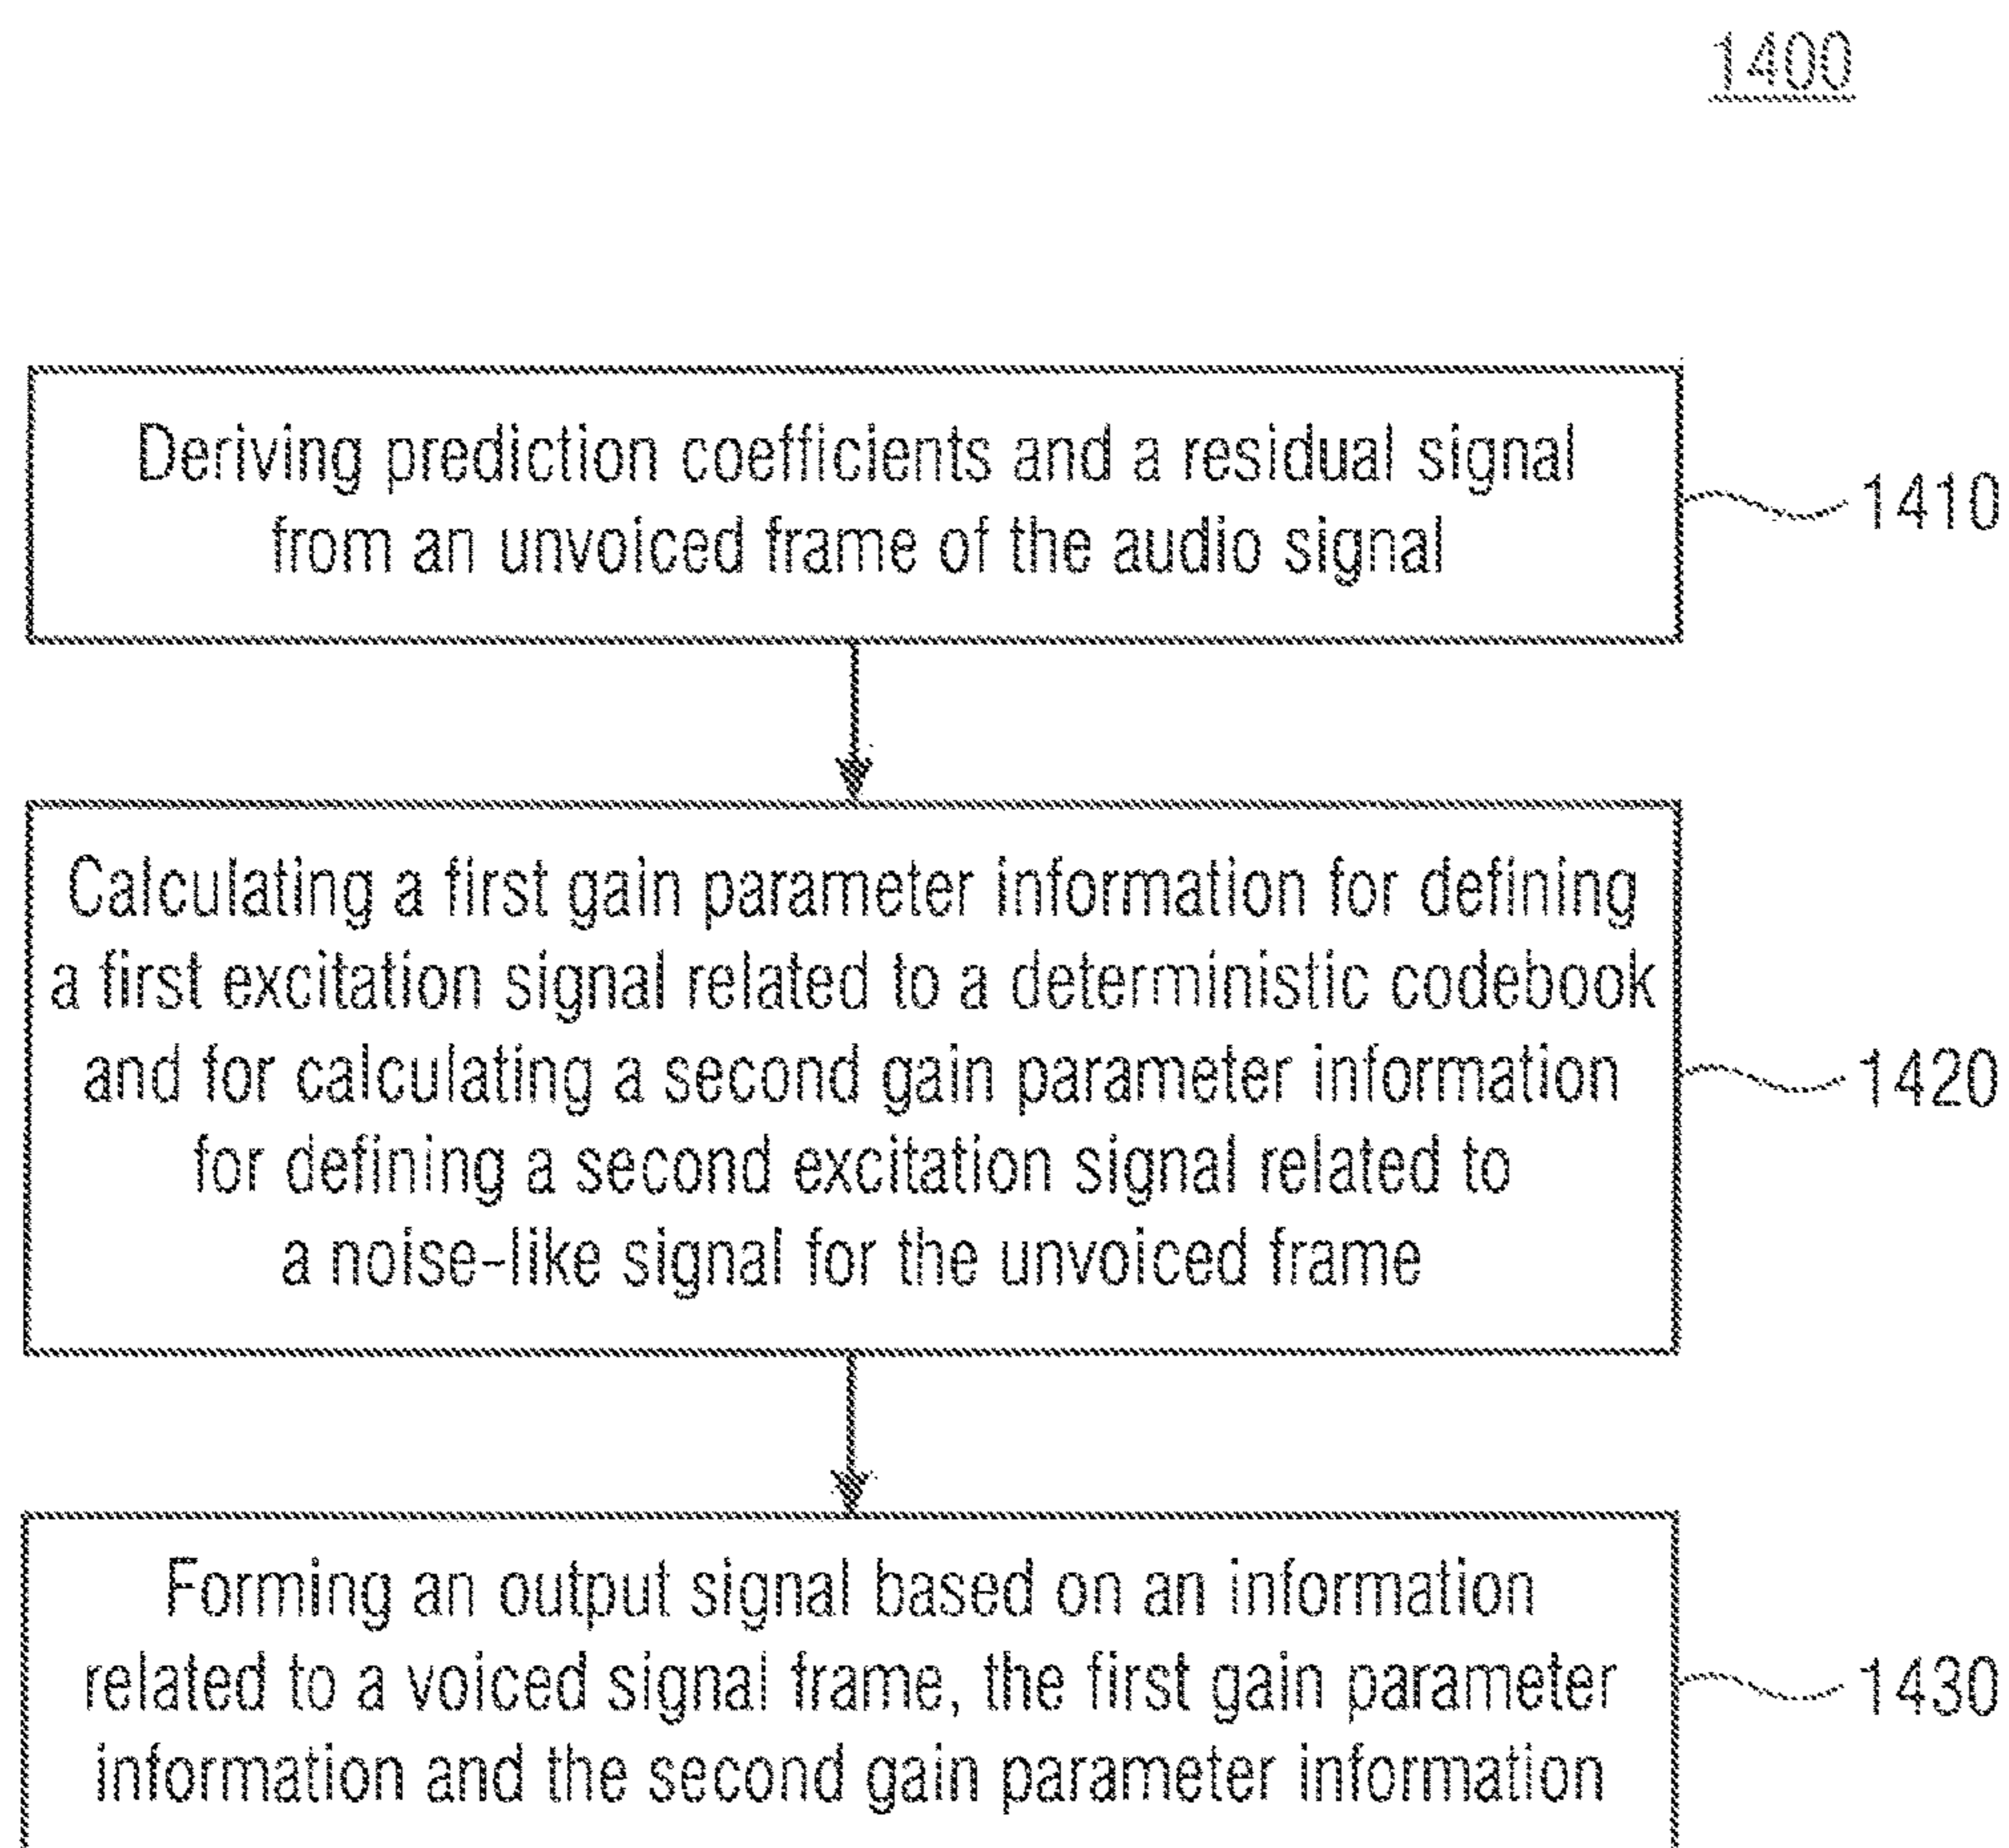 1400
Deriving prediction coefficients and a residual signal
from an unvoiced frame of the audio signal
1410
Calculating a first gain parameter information for defining
a first excitation signal related to a deterministic codebook
and for calculating a second gain parameter information
for defining a second excitation signal related to
a noise-like signal for the unvoiced frame
1420
Forming an output signal based on an information
related to a voiced signal frame, the first gain parameter
information and the second gain parameter information
1430